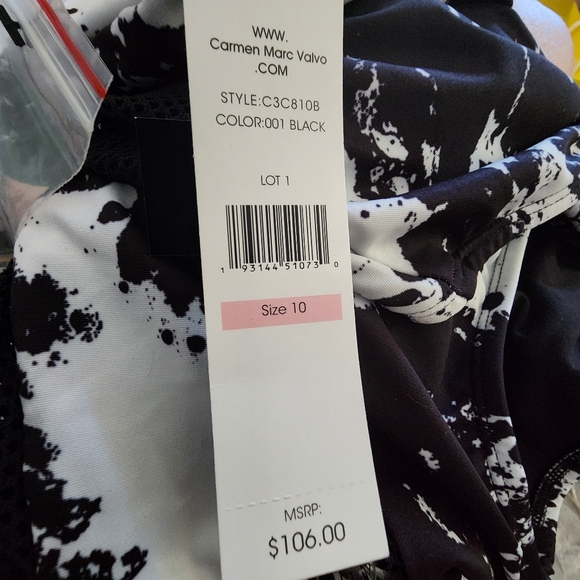 WWW.
Carmen Marc Valvo
.COM
STYLE:C3C810B
COLOR:001 BLACK
LOT 1
1 93144 51073 0
Size 10
MSRP:
$106.00